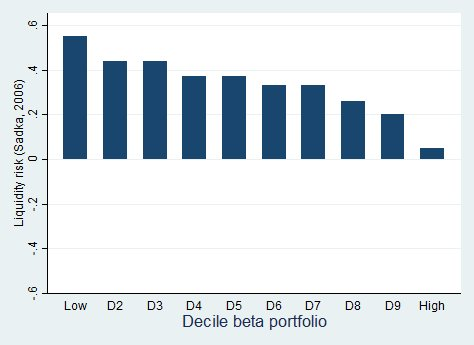 Liquidity risk (Sadka, 2006)
.6
.4
.2
0
-.2
-.4
-.6
Low D2 D3 D4 D5 D6 D7 D8 D9 High
Decile beta portfolio